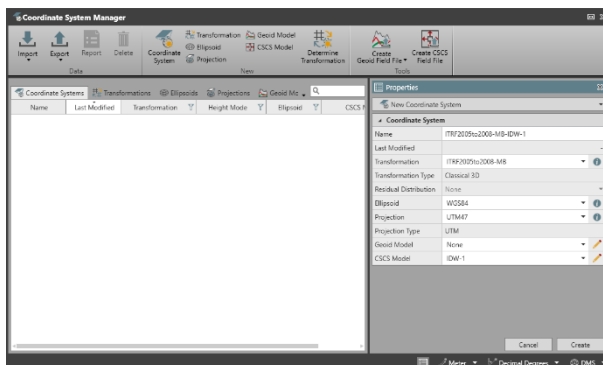 Coordinate System Manager
Import
Export
Report
Delete
Data
Coordinate System
Transformation
Ellipsoid
Projection
Geoid Model
CSCS Model
New
Determine Transformation
Create Geoid Field File
Create CSCS Field File
Tools
Coordinate Systems Transformations Ellipsoids Projections Geoid Mo
Name Last Modified Transformation Height Mode Ellipsoid CSCS
Properties
New Coordinate System
Coordinate System
Name ITRF2005to2008-MB-IDW-1
Last Modified -
Transformation ITRF2005to2008-MB
Transformation Type Classical 3D
Residual Distribution None
Ellipsoid WGS84
Projection UTM47
Projection Type UTM
Geoid Model None
CSCS Model IDW-1
Cancel Create
Meter Decimal Degrees DMS